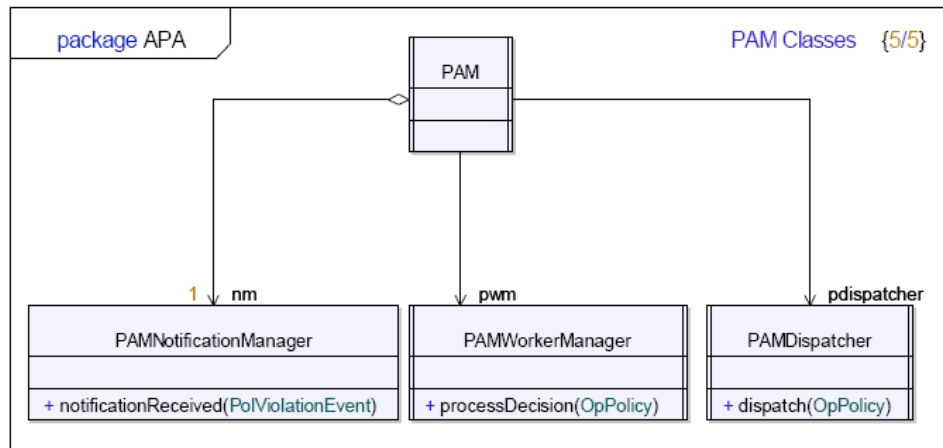 package APA
PAM Classes {5/5}
PAM
1 nm
pwm
pdispatcher
PAMNotificationManager
PAMWorkerManager
PAMDispatcher
+ notificationReceived(PolViolationEvent)
+ processDecision(OpPolicy)
+ dispatch(OpPolicy)